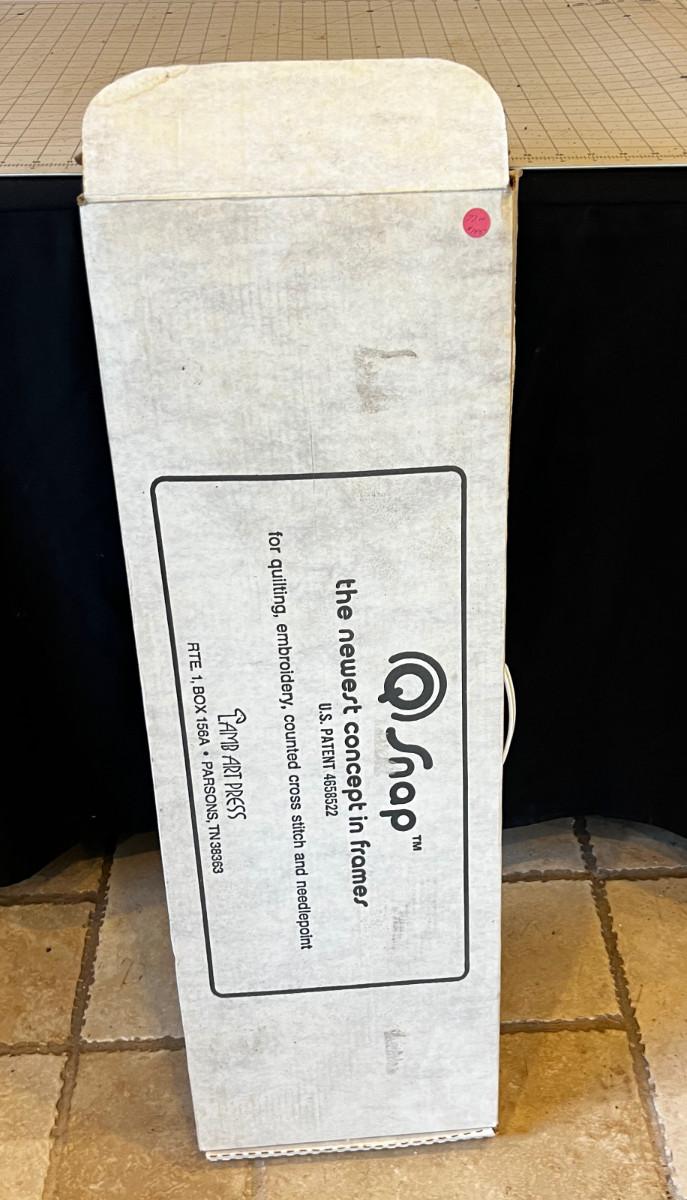 Q Snap™
the newest concept in frames
U.S. PATENT 4658522
for quilting, embroidery, counted cross stitch and needlepoint
LAMB ART PRESS
RTE. 1, BOX 156A • PARSONS, TN 38363